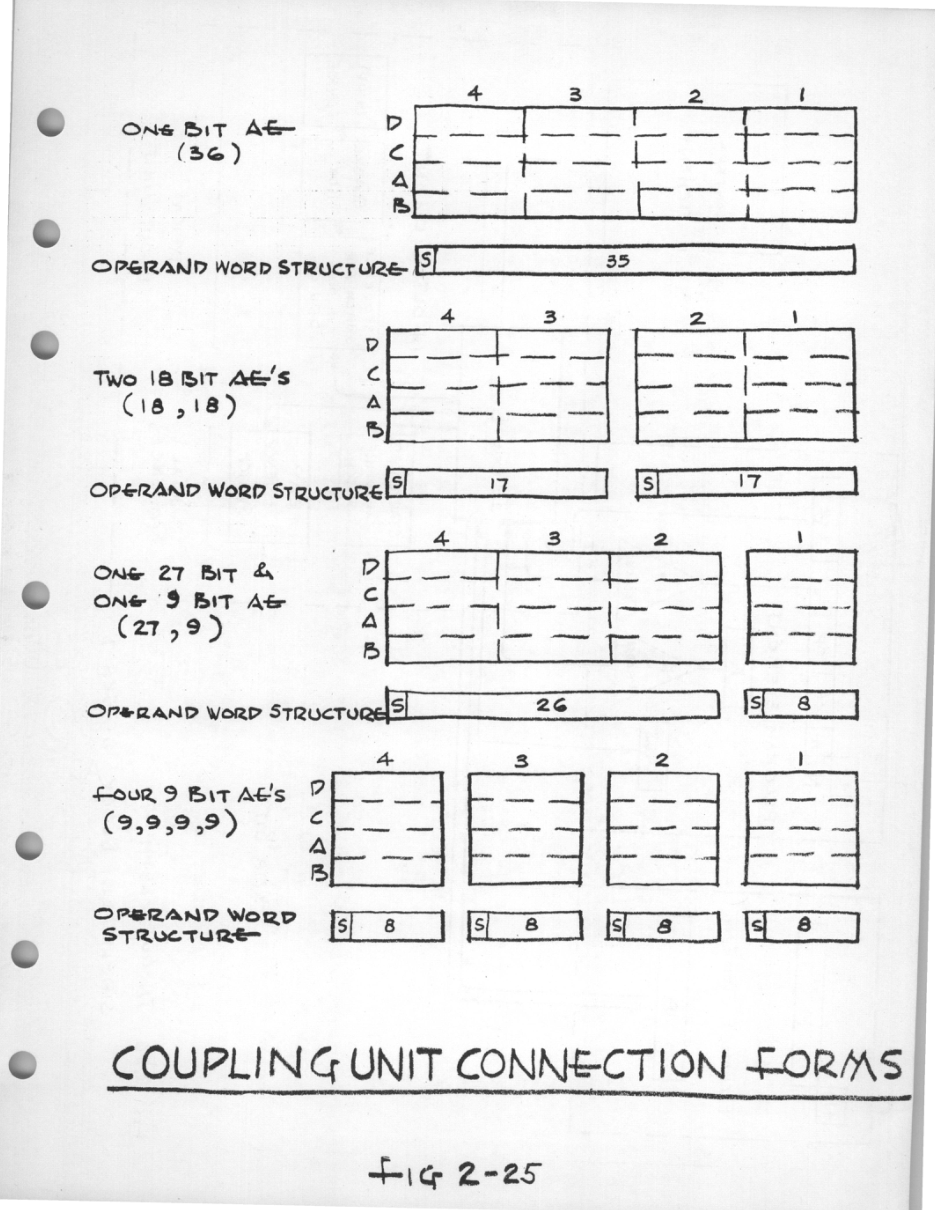 4 3 2 1
ONE BIT AE
(36)
D
C
A
B
OPERAND WORD STRUCTURE S 35
4 3 2 1
TWO 18 BIT AE'S
(18,18)
D
C
A
B
OPERAND WORD STRUCTURE S 17 S 17
4 3 2 1
ONE 27 BIT &
ONE 9 BIT AE
(27,9)
D
C
A
B
OPERAND WORD STRUCTURE S 26 S 8
4 3 2 1
FOUR 9 BIT AE'S
(9,9,9,9)
D
C
A
B
OPERAND WORD
STRUCTURE
S 8 S 8 S 8 S 8
COUPLING UNIT CONNECTION FORMS
FIG 2-25